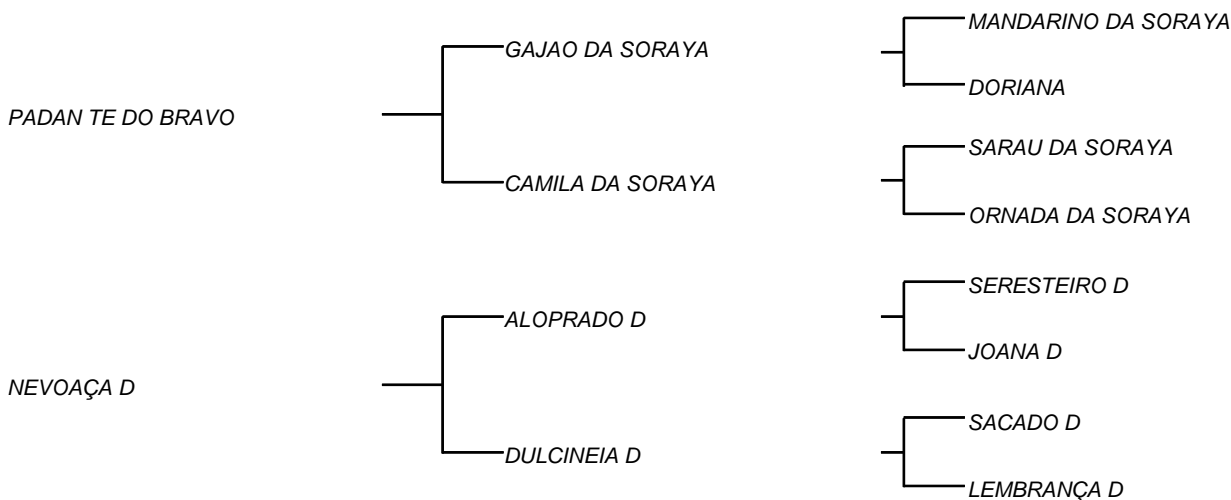 MANDARINO DA SORAYA
GAJAO DA SORAYA
DORIANA
PADAN TE DO BRAVO
SARAU DA SORAYA
CAMILA DA SORAYA
ORNADA DA SORAYA
SERESTEIRO D
ALOPRADO D
JOANA D
NEVOAÇA D
SACADO D
DULCINEIA D
LEMBRANÇA D